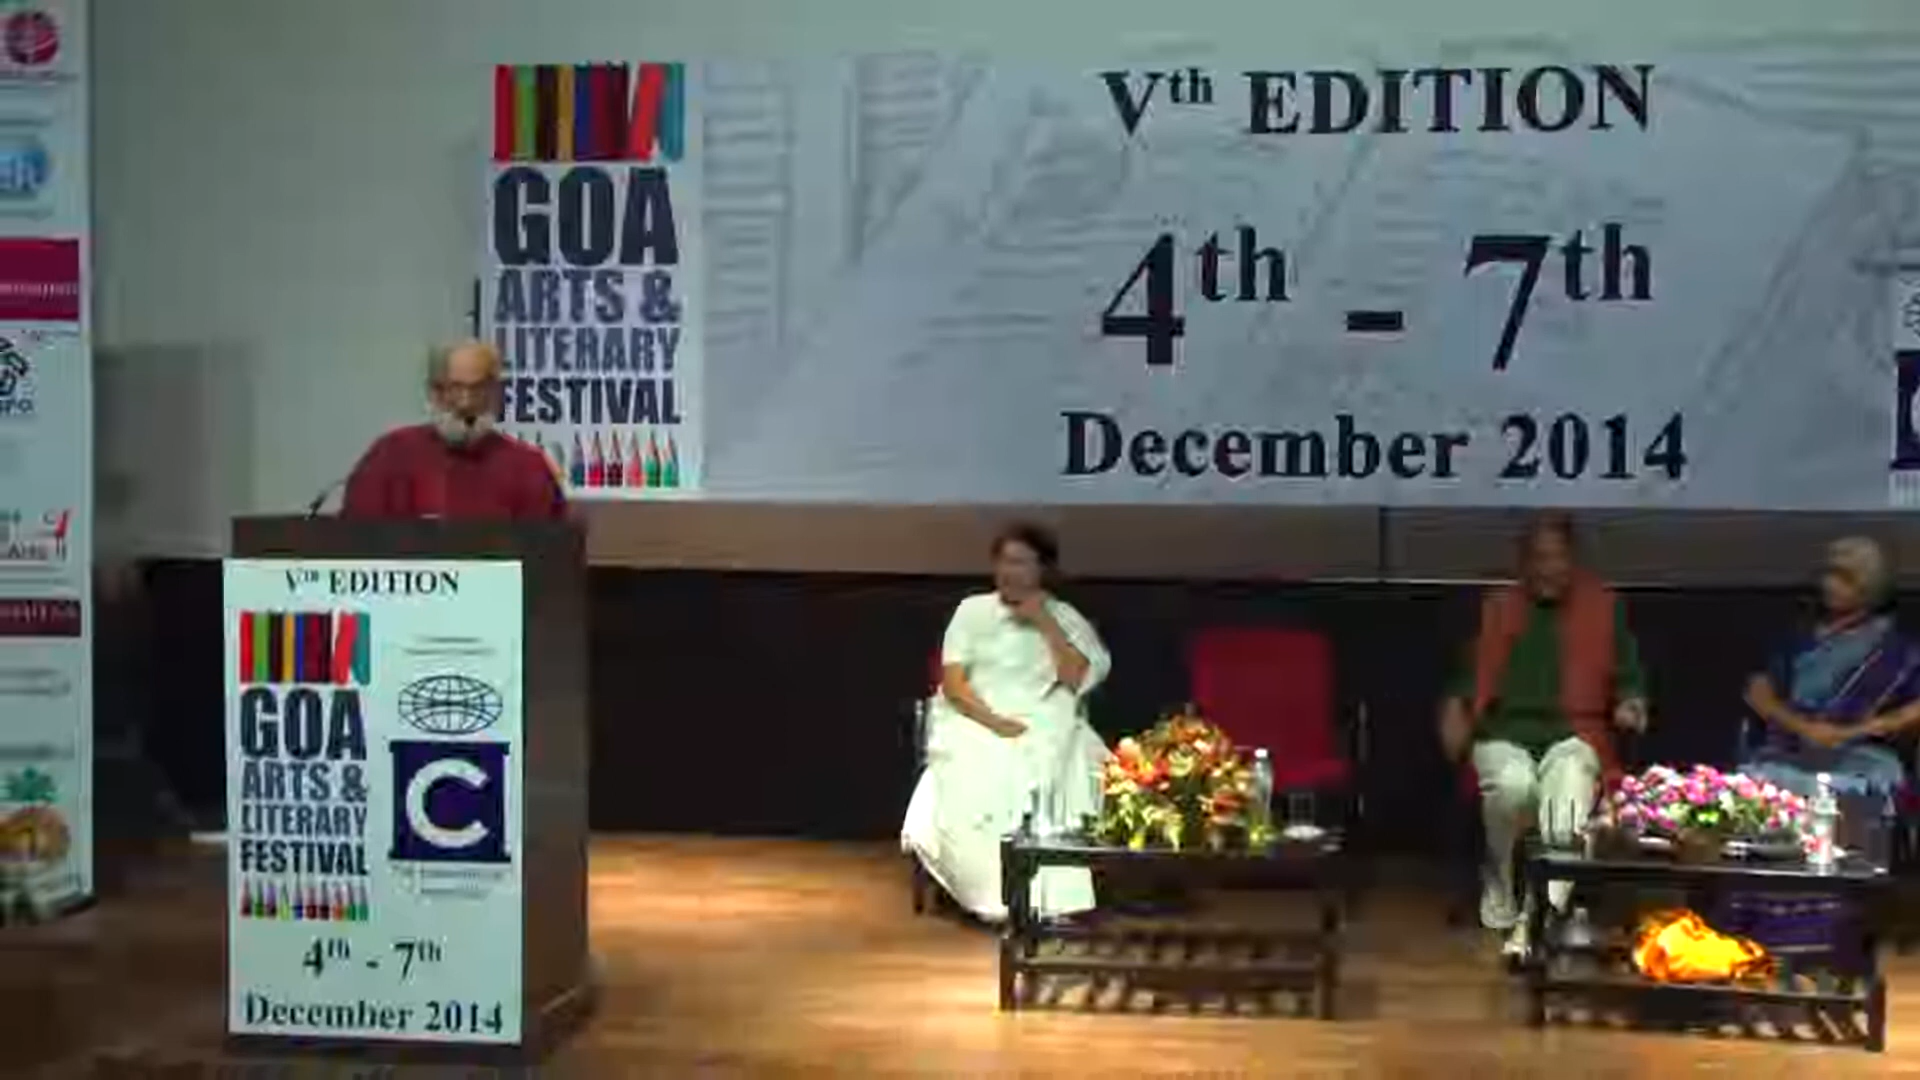 Vth EDITION
4th - 7th
December 2014
GOA
ARTS &
LITERARY
FESTIVAL
Vth EDITION
GOA
ARTS &
LITERARY
FESTIVAL
C
4th - 7th
December 2014